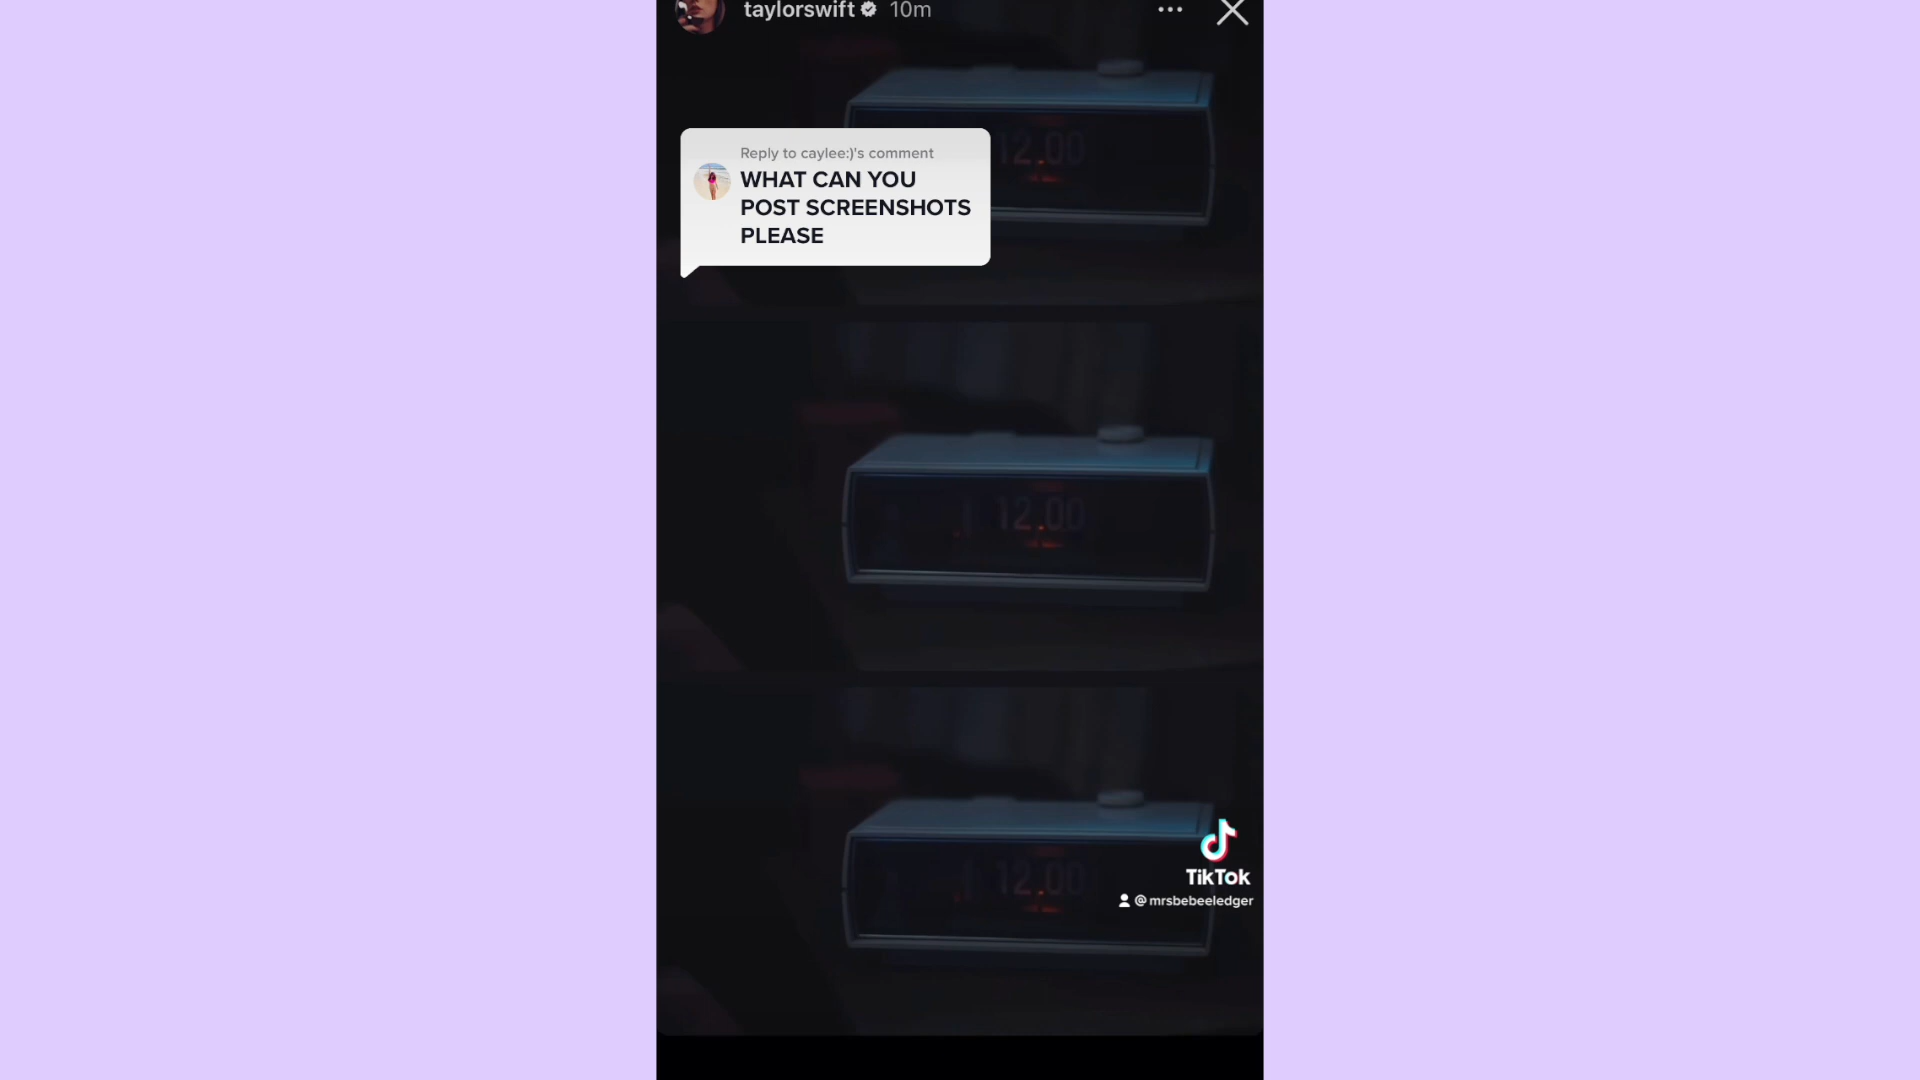 taylorswift 10m
12.00
Reply to caylee:)'s comment
WHAT CAN YOU
POST SCREENSHOTS
PLEASE
12.00
12.00
TikTok
@mrsbebeeledger